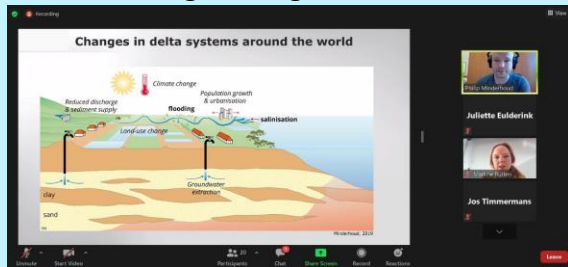 Recording
View
Changes in delta systems around the world
Climate change
Population growth
& urbanisation
Reduced discharge
& sediment supply
flooding
salinisation
Land-use change
Groundwater
extraction
clay
sand
Minderhoud, 2019
Philip Minderhoud
Juliette Eulderink
Jos Timmermans
Unmute
Start Video
Participants
20
Chat
Share Screen
Record
Reactions
Leave